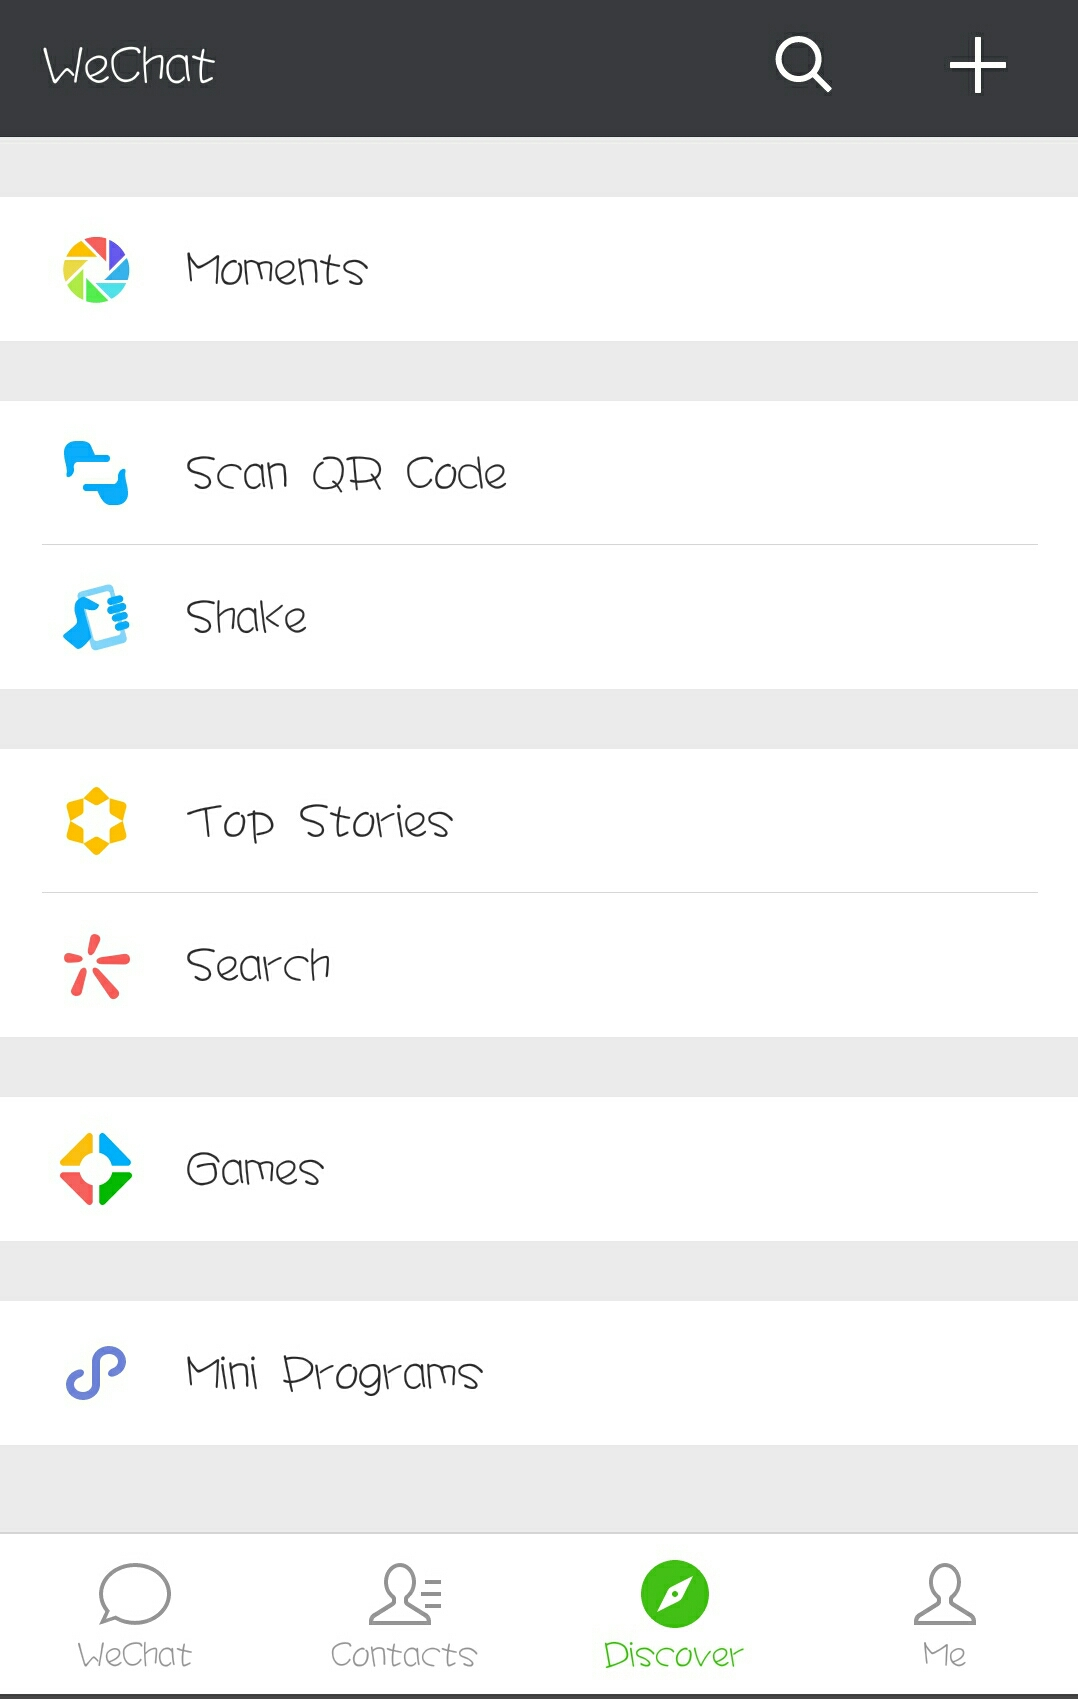 WeChat
Moments
Scan QR Code
Shake
Top Stories
Search
Games
Mini Programs
WeChat
Contacts
Discover
Me